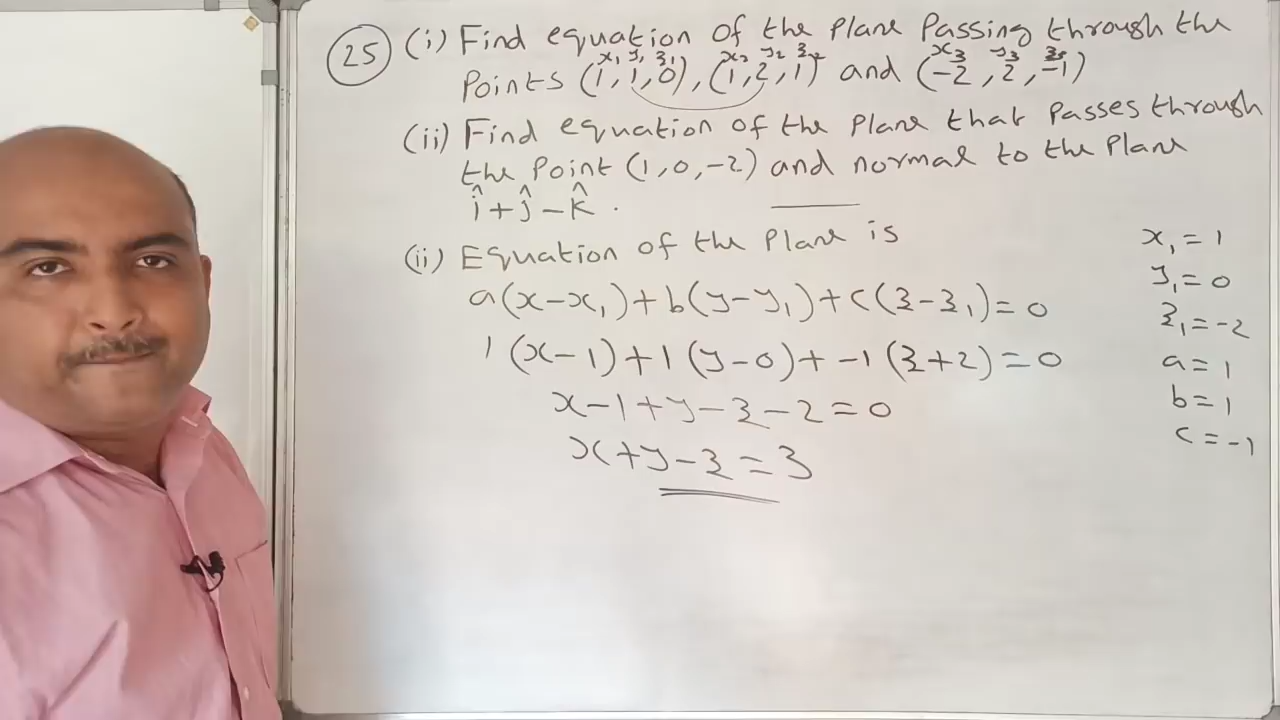 25 (i) Find equation of the Plane Passing through the
x₁ y₁ z₁ x₂ y₂ z₂ x₃ y₃ z₃
Points (1, 1, 0), (1, 2, 1) and (-2, 2, -1)
(ii) Find equation of the Plane that Passes through
the Point (1, 0, -2) and normal to the Plane
î + ĵ - k̂ .
(ii) Equation of the Plane is
a(x-x₁) + b(y-y₁) + c(z-z₁) = 0
1 (x-1) + 1 (y-0) + -1 (z+2) = 0
x-1+y-z-2 = 0
x+y-z = 3
x₁ = 1
y₁ = 0
z₁ = -2
a = 1
b = 1
c = -1